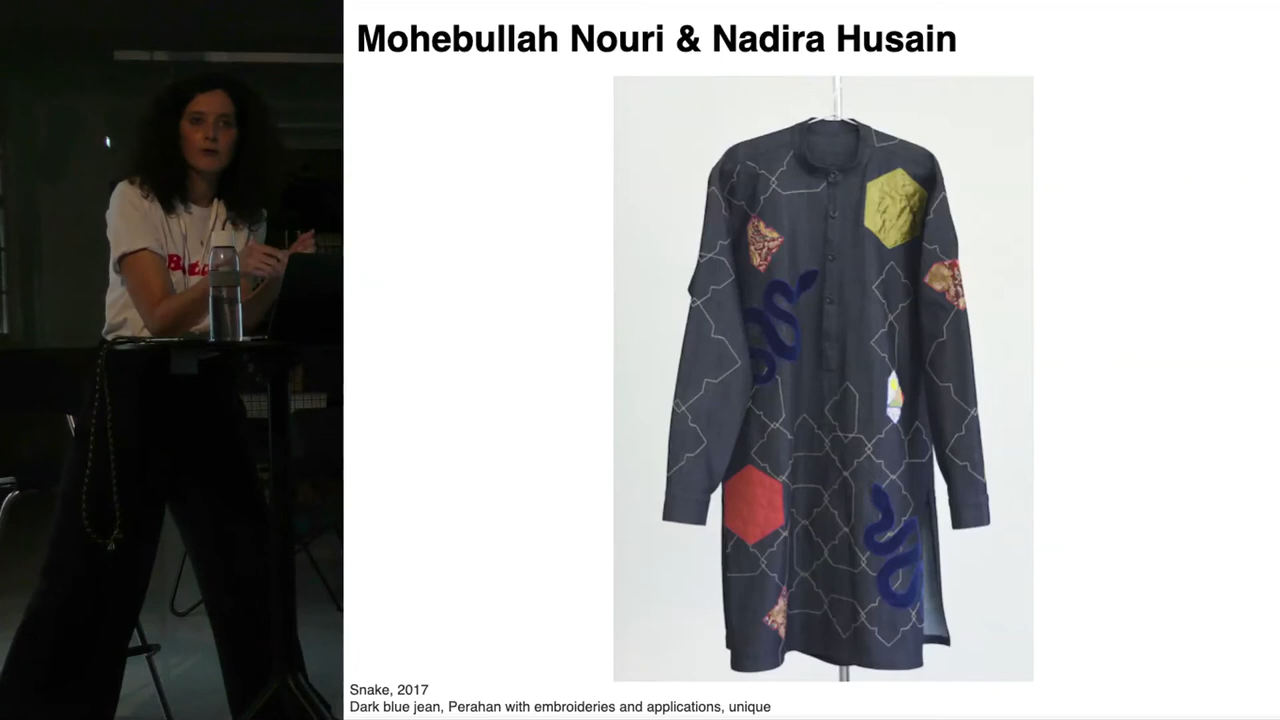 Mohebullah Nouri & Nadira Husain
Snake, 2017
Dark blue jean, Perahan with embroideries and applications, unique